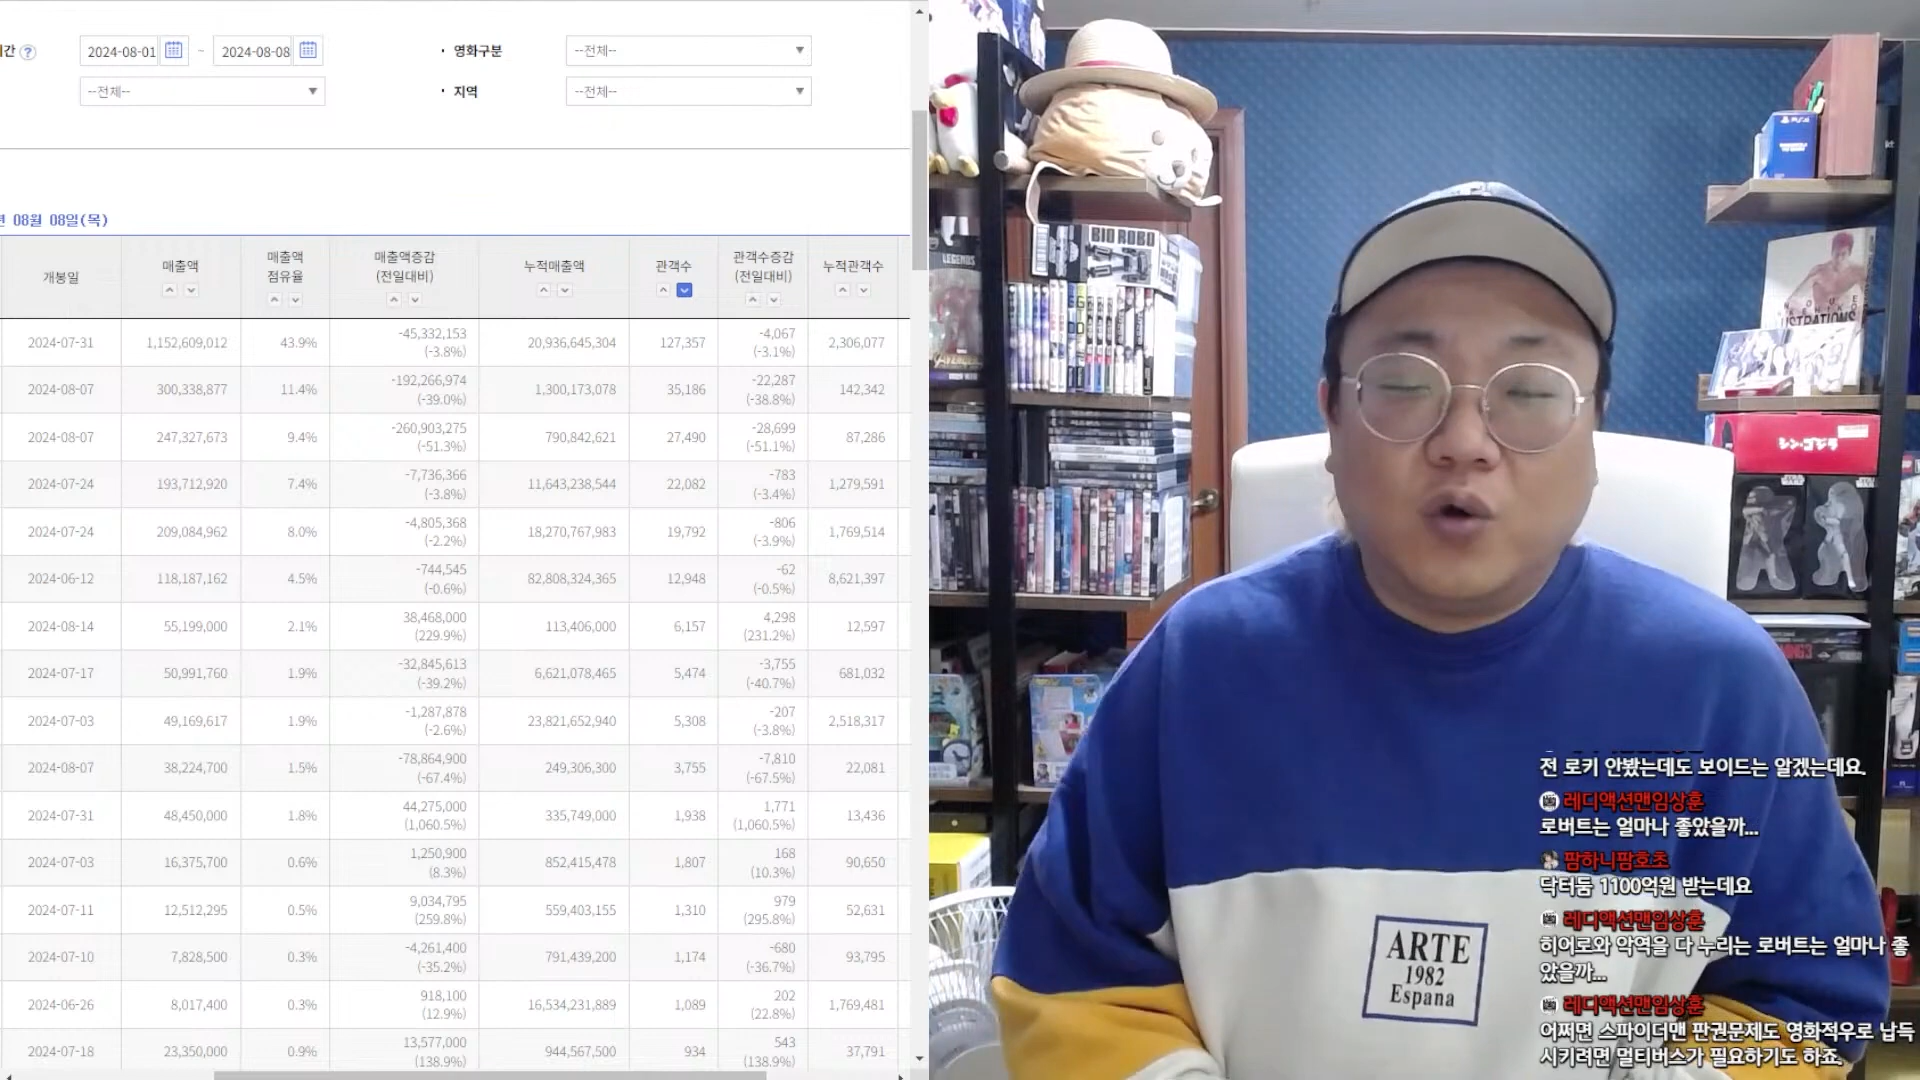 간 ?
2024-08-01 ~ 2024-08-08
· 영화구분
--전체--
--전체--
· 지역
--전체--
08월 08일(목)
개봉일 매출액 매출액 점유율 매출액증감 (전일대비) 누적매출액 관객수 관객수증감 (전일대비) 누적관객수
2024-07-31 1,152,609,012 43.9% -45,332,153 (-3.8%) 20,936,645,304 127,357 -4,067 (-3.1%) 2,306,077
2024-08-07 300,338,877 11.4% -192,266,974 (-39.0%) 1,300,173,078 35,186 -22,287 (-38.8%) 142,342
2024-08-07 247,327,673 9.4% -260,903,275 (-51.3%) 790,842,621 27,490 -28,699 (-51.1%) 87,286
2024-07-24 193,712,920 7.4% -7,736,366 (-3.8%) 11,643,238,544 22,082 -783 (-3.4%) 1,279,591
2024-07-24 209,084,962 8.0% -4,805,368 (-2.2%) 18,270,767,983 19,792 -806 (-3.9%) 1,769,514
2024-06-12 118,187,162 4.5% -744,545 (-0.6%) 82,808,324,365 12,948 -62 (-0.5%) 8,621,397
2024-08-14 55,199,000 2.1% 38,468,000 (229.9%) 113,406,000 6,157 4,298 (231.2%) 12,597
2024-07-17 50,991,760 1.9% -32,845,613 (-39.2%) 6,621,078,465 5,474 -3,755 (-40.7%) 681,032
2024-07-03 49,169,617 1.9% -1,287,878 (-2.6%) 23,821,652,940 5,308 -207 (-3.8%) 2,518,317
2024-08-07 38,224,700 1.5% -78,864,900 (-67.4%) 249,306,300 3,755 -7,810 (-67.5%) 22,081
2024-07-31 48,450,000 1.8% 44,275,000 (1,060.5%) 335,749,000 1,938 1,771 (1,060.5%) 13,436
2024-07-03 16,375,700 0.6% 1,250,900 (8.3%) 852,415,478 1,807 168 (10.3%) 90,650
2024-07-11 12,512,295 0.5% 9,034,795 (259.8%) 559,403,155 1,310 979 (295.8%) 52,631
2024-07-10 7,828,500 0.3% -4,261,400 (-35.2%) 791,439,200 1,174 -680 (-36.7%) 93,795
2024-06-26 8,017,400 0.3% 918,100 (12.9%) 16,534,231,889 1,089 202 (22.8%) 1,769,481
2024-07-18 23,350,000 0.9% 13,577,000 (138.9%) 944,567,500 934 543 (138.9%) 37,791
BIO ROBO
LEGENDS
USTRATIONS
シン・ゴジラ
ARTE
1982
Espana
전 로키 안봤는데도 보이드는 알겠는데요.
레디액션맨임상훈
로버트는 얼마나 좋았을까...
팜하니팜호초
닥터둠 1100억원 받는데요
레디액션맨임상훈
히어로와 악역을 다 누리는 로버트는 얼마나 좋
았을까...
레디액션맨임상훈
어쩌면 스파이더맨 판권문제도 영화적우로 납득
시키려면 멀티버스가 필요하기도 하죠.